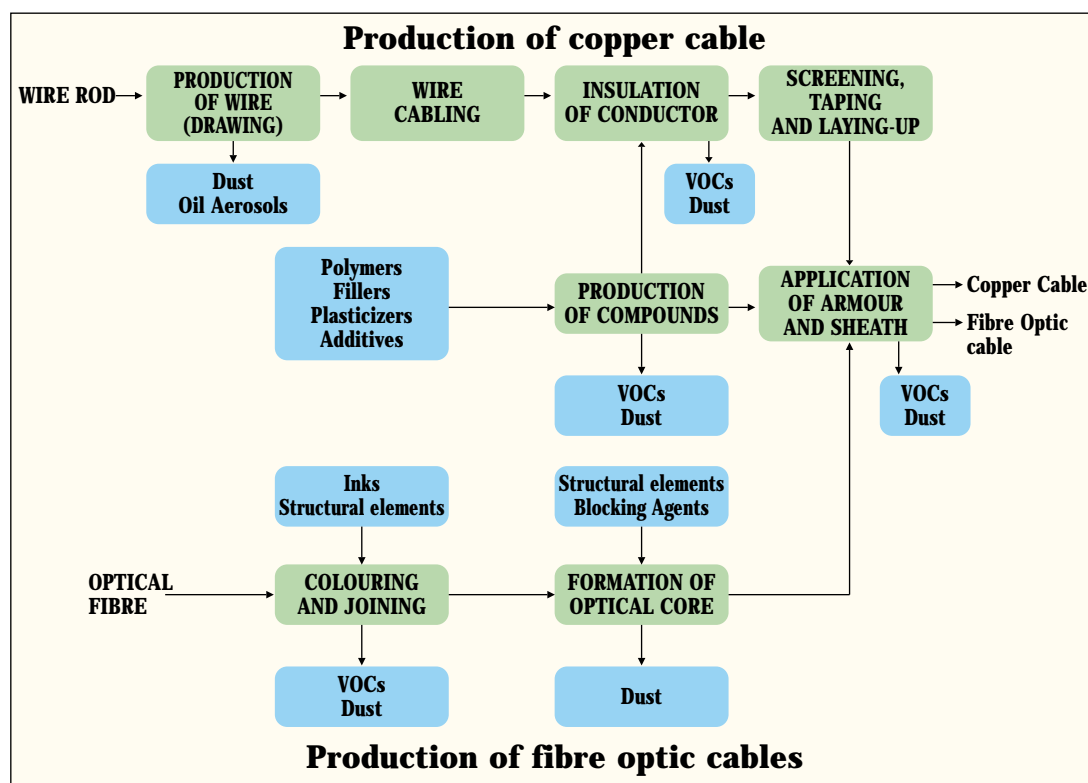 Production of copper cable
WIRE ROD
PRODUCTION
OF WIRE
(DRAWING)
WIRE
CABLING
INSULATION
OF CONDUCTOR
SCREENING,
TAPING
AND LAYING-UP
Dust
Oil Aerosols
VOCs
Dust
Polymers
Fillers
Plasticizers
Additives
PRODUCTION
OF COMPOUNDS
APPLICATION
OF ARMOUR
AND SHEATH
Copper Cable
Fibre Optic
cable
VOCs
Dust
VOCs
Dust
Inks
Structural elements
Structural elements
Blocking Agents
OPTICAL
FIBRE
COLOURING
AND JOINING
FORMATION OF
OPTICAL CORE
VOCs
Dust
Dust
Production of fibre optic cables